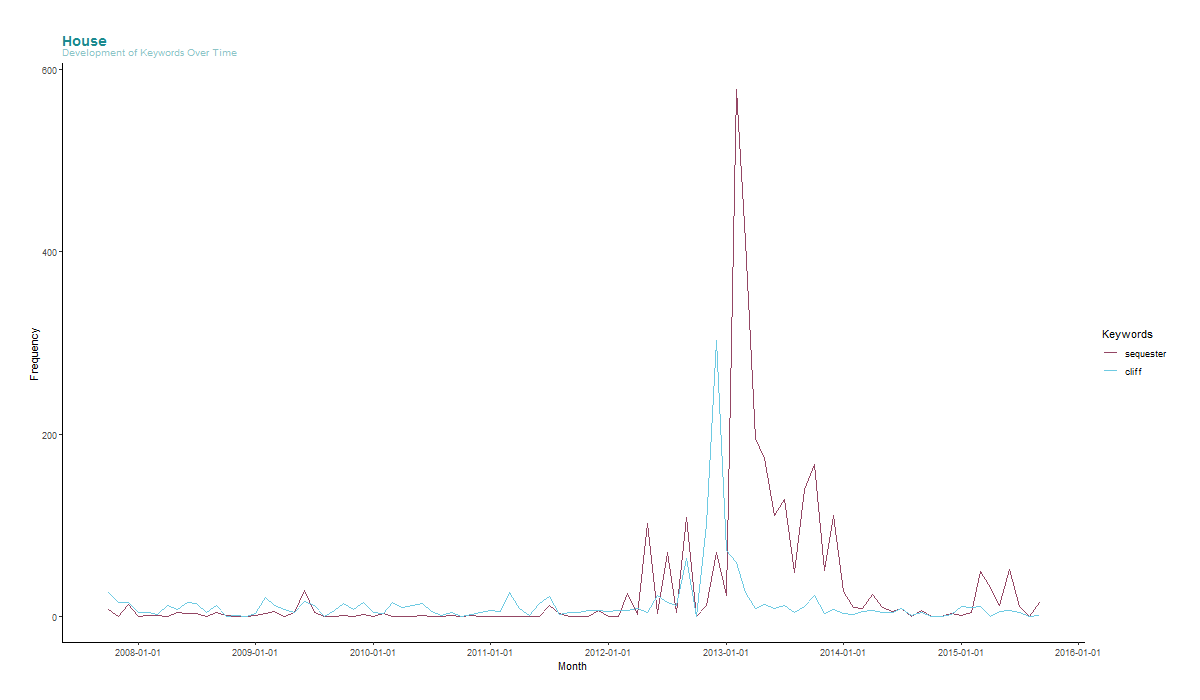 House
Development of Keywords Over Time
600
400
200
0
Frequency
2008-01-01
2009-01-01
2010-01-01
2011-01-01
2012-01-01
2013-01-01
2014-01-01
2015-01-01
2016-01-01
Month
Keywords
sequester
cliff